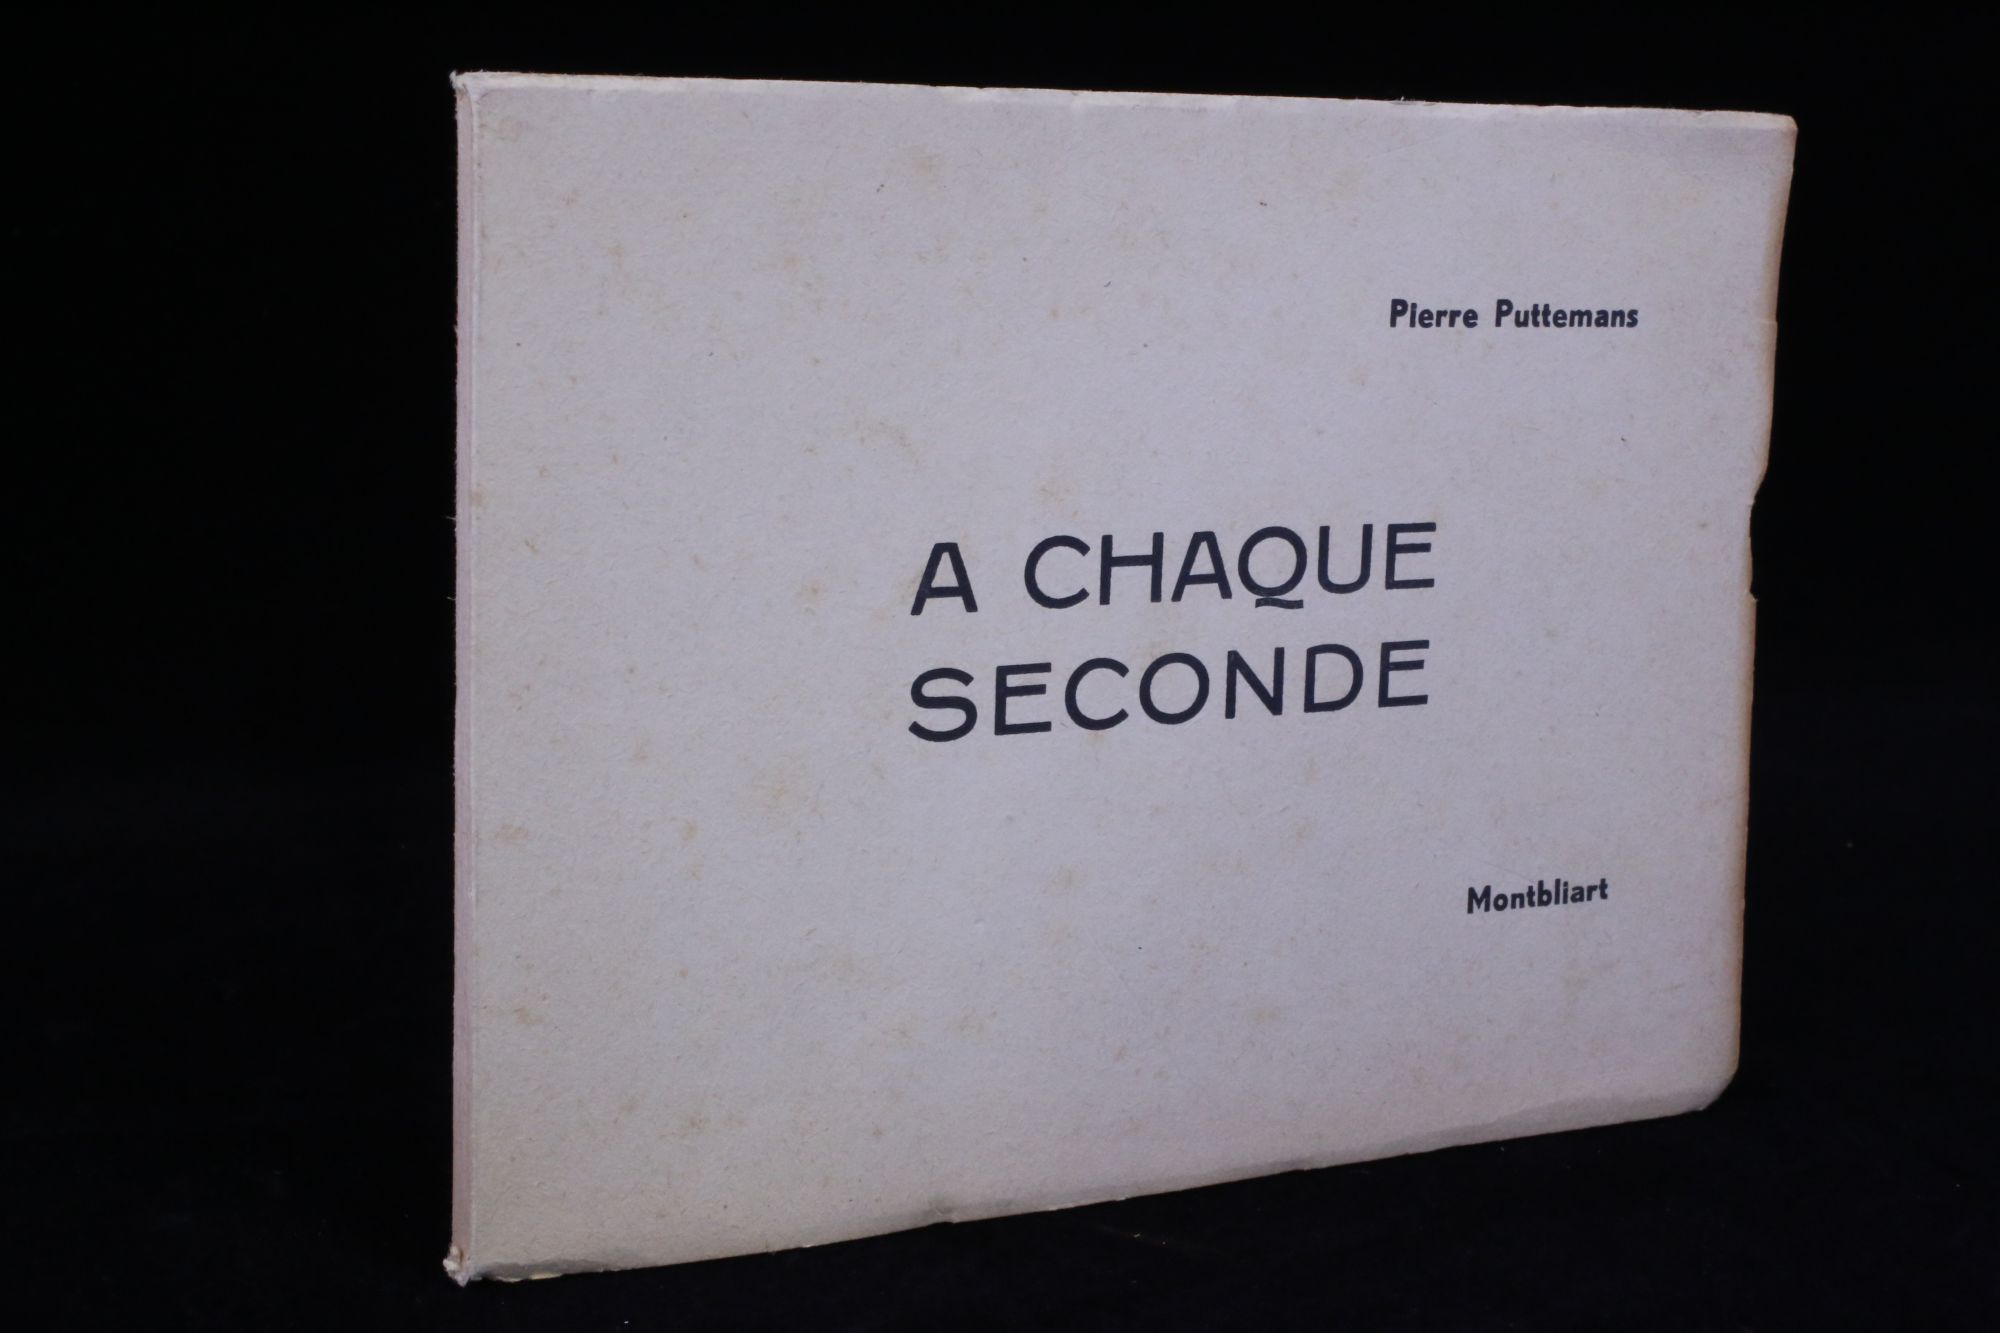 Pierre Puttemans
A CHAQUE
SECONDE
Montbliart